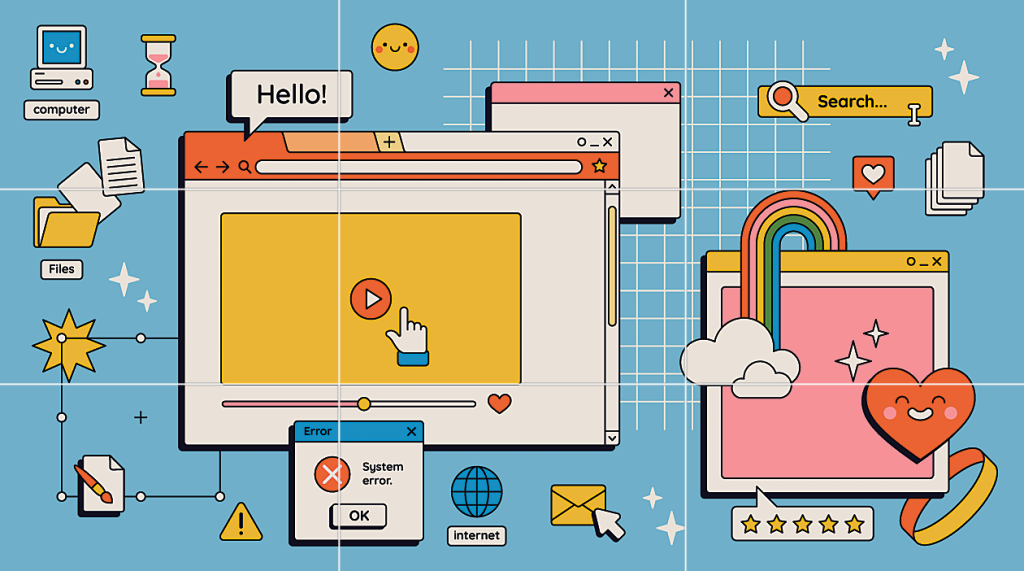 computer
Hello!
Search...
Files
Error
System
error.
OK
internet